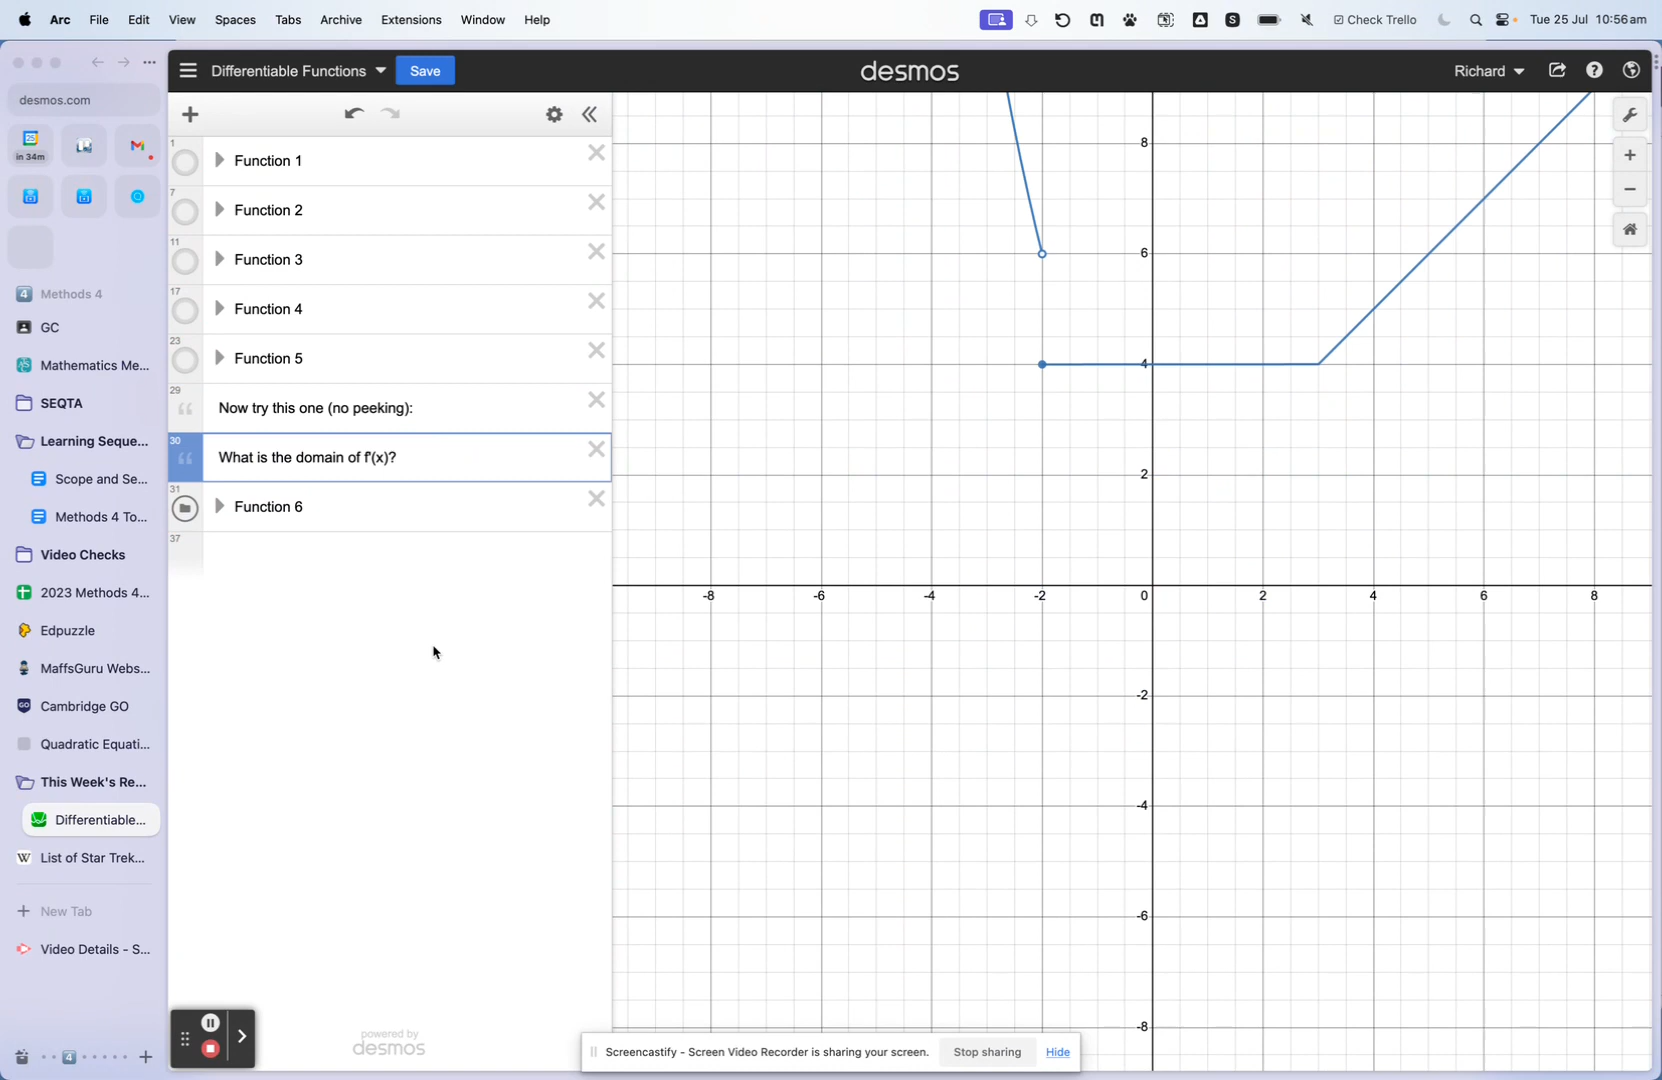 Arc File Edit View Spaces Tabs Archive Extensions Window Help
Check Trello Tue 25 Jul 10:56 am
desmos.com
25
in 34m
4 Methods 4
GC
Mathematics Me...
SEQTA
Learning Seque...
Scope and Se...
Methods 4 To...
Video Checks
2023 Methods 4...
Edpuzzle
MaffsGuru Webs...
GO Cambridge GO
Quadratic Equati...
This Week's Re...
Differentiable...
W List of Star Trek...
New Tab
Video Details - S...
4
Differentiable Functions Save
desmos
Richard
1 Function 1
7 Function 2
11 Function 3
17 Function 4
23 Function 5
29 Now try this one (no peeking):
30 What is the domain of f'(x)?
31 Function 6
37
powered by
desmos
8
6
4
2
-8 -6 -4 -2 0 2 4 6 8
-2
-4
-6
-8
Screencastify - Screen Video Recorder is sharing your screen. Stop sharing Hide